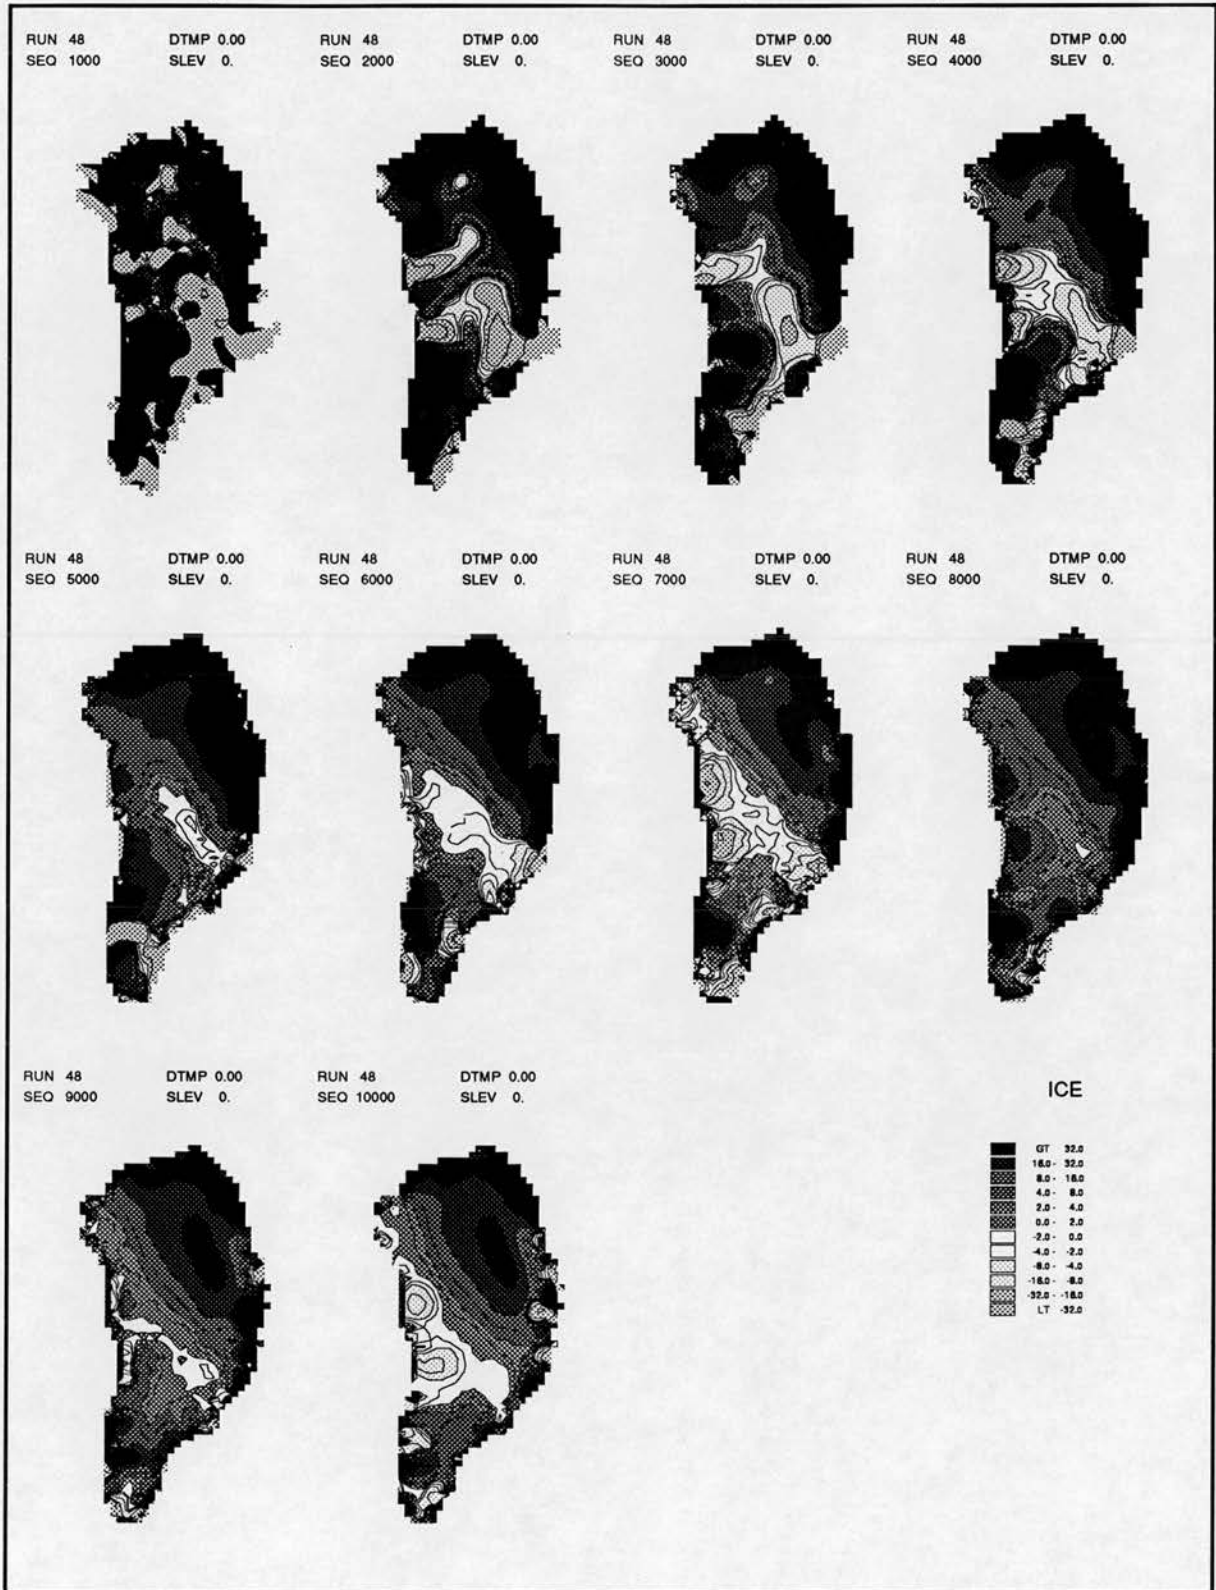 RUN 48 DTMP 0.00 RUN 48 DTMP 0.00 RUN 48 DTMP 0.00 RUN 48 DTMP 0.00
SEQ 1000 SLEV 0. SEQ 2000 SLEV 0. SEQ 3000 SLEV 0. SEQ 4000 SLEV 0.
RUN 48 DTMP 0.00 RUN 48 DTMP 0.00 RUN 48 DTMP 0.00 RUN 48 DTMP 0.00
SEQ 5000 SLEV 0. SEQ 6000 SLEV 0. SEQ 7000 SLEV 0. SEQ 8000 SLEV 0.
RUN 48 DTMP 0.00 RUN 48 DTMP 0.00
SEQ 9000 SLEV 0. SEQ 10000 SLEV 0.
ICE
GT 32.0
16.0- 32.0
8.0- 16.0
4.0- 8.0
2.0- 4.0
0.0- 2.0
-2.0- 0.0
-4.0- -2.0
-8.0- -4.0
-16.0- -8.0
-32.0- -16.0
LT -32.0